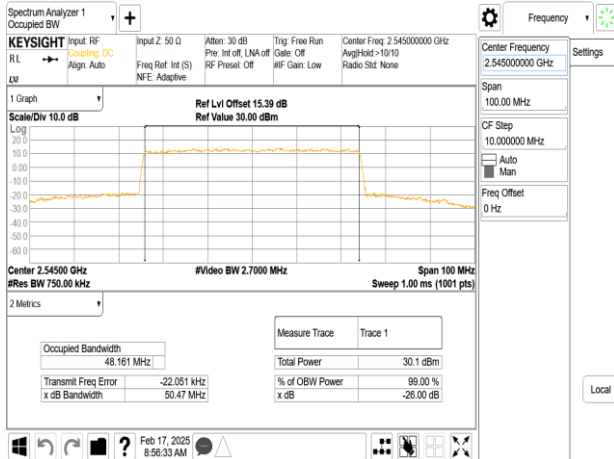 Spectrum Analyzer 1
Occupied BW
+
Frequency
KEYSIGHT
RL
LXI
Input: RF
Coupling: DC
Align: Auto
Input Z: 50 Ω
Freq Ref: Int (S)
NFE: Adaptive
Atten: 30 dB
Pre: Int off, LNA off
RF Presel: Off
Trig: Free Run
Gate: Off
#IF Gain: Low
Center Freq: 2.545000000 GHz
Avg|Hold:>10/10
Radio Std: None
1 Graph
Scale/Div 10.0 dB
Ref Lvl Offset 15.39 dB
Ref Value 30.00 dBm
Log
20.0
10.0
0.00
-10.0
-20.0
-30.0
-40.0
-50.0
-60.0
Center 2.54500 GHz
#Video BW 2.7000 MHz
Span 100 MHz
#Res BW 750.00 kHz
Sweep 1.00 ms (1001 pts)
2 Metrics
Occupied Bandwidth
48.161 MHz
Transmit Freq Error -22.051 kHz
x dB Bandwidth 50.47 MHz
Measure Trace Trace 1
Total Power 30.1 dBm
% of OBW Power 99.00 %
x dB -26.00 dB
Center Frequency
2.545000000 GHz
Span
100.00 MHz
CF Step
10.000000 MHz
Auto
Man
Freq Offset
0 Hz
Settings
Local
?
Feb 17, 2025
8:56:33 AM